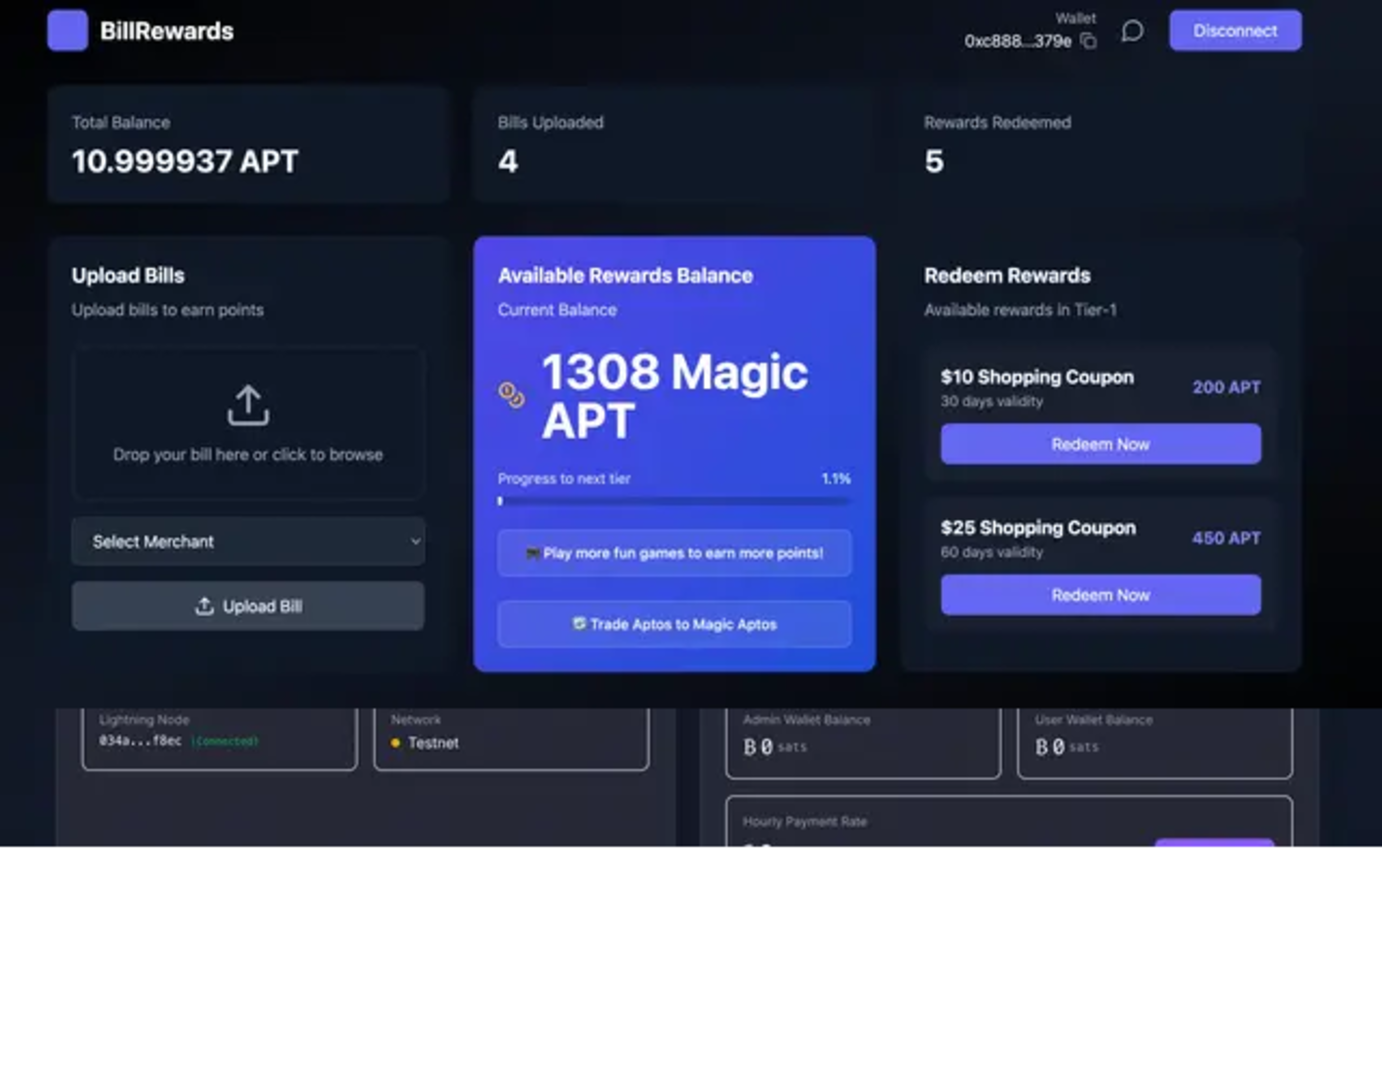 BillRewards
Wallet
0xc888...379e
Disconnect
Total Balance
10.999937 APT
Bills Uploaded
4
Rewards Redeemed
5
Upload Bills
Upload bills to earn points
Drop your bill here or click to browse
Select Merchant
Upload Bill
Available Rewards Balance
Current Balance
1308 Magic
APT
Progress to next tier
1.1%
Play more fun games to earn more points!
Trade Aptos to Magic Aptos
Redeem Rewards
Available rewards in Tier-1
$10 Shopping Coupon
30 days validity
200 APT
Redeem Now
$25 Shopping Coupon
60 days validity
450 APT
Redeem Now
Lightning Node
034a...f8ec (Connected)
Network
Testnet
Admin Wallet Balance
₿ 0 sats
User Wallet Balance
₿ 0 sats
Hourly Payment Rate